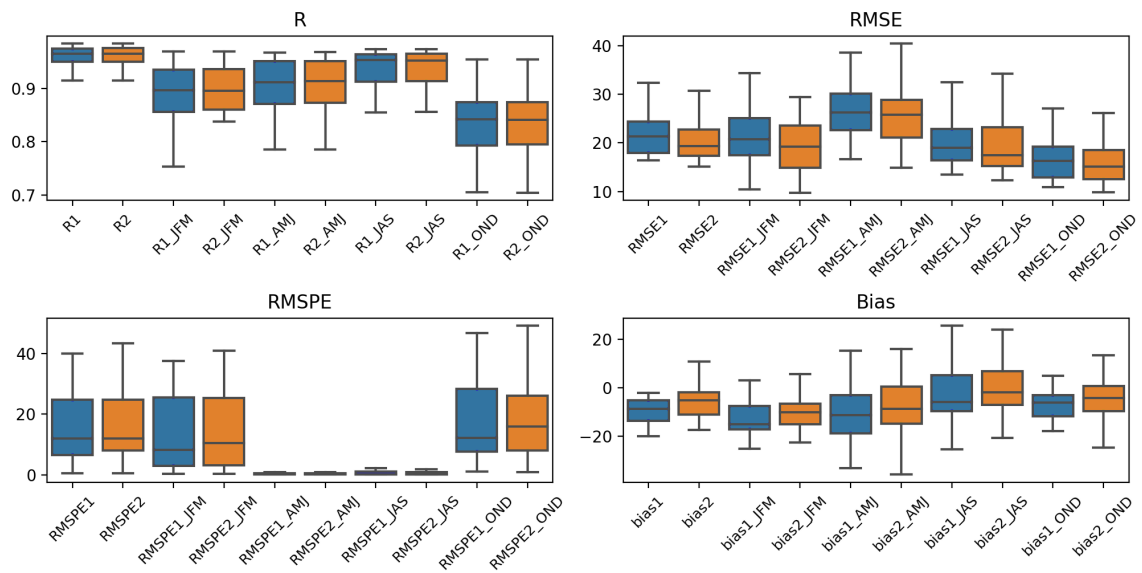 R
0.9
0.8
0.7
R1
R2
R1_JFM
R2_JFM
R1_AMJ
R2_AMJ
R1_JAS
R2_JAS
R1_OND
R2_OND
RMSE
40
30
20
10
RMSE1
RMSE2
RMSE1_JFM
RMSE2_JFM
RMSE1_AMJ
RMSE2_AMJ
RMSE1_JAS
RMSE2_JAS
RMSE1_OND
RMSE2_OND
RMSPE
40
20
0
RMSPE1
RMSPE2
RMSPE1_JFM
RMSPE2_JFM
RMSPE1_AMJ
RMSPE2_AMJ
RMSPE1_JAS
RMSPE2_JAS
RMSPE1_OND
RMSPE2_OND
Bias
20
0
−20
bias1
bias2
bias1_JFM
bias2_JFM
bias1_AMJ
bias2_AMJ
bias1_JAS
bias2_JAS
bias1_OND
bias2_OND